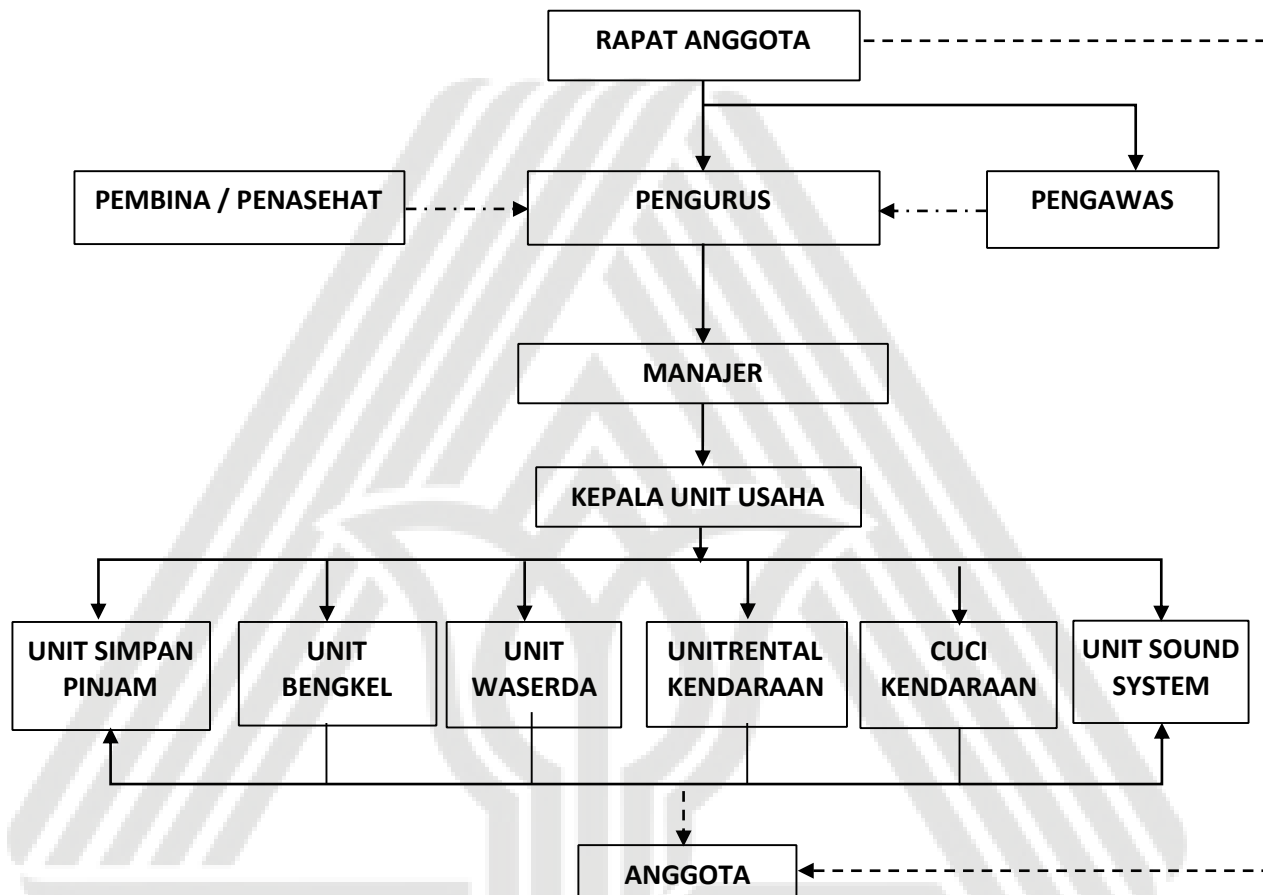 RAPAT ANGGOTA
PEMBINA / PENASEHAT
PENGURUS
PENGAWAS
MANAJER
KEPALA UNIT USAHA
UNIT SIMPAN
PINJAM
UNIT
BENGKEL
UNIT
WASERDA
UNITRENTAL
KENDARAAN
CUCI
KENDARAAN
UNIT SOUND
SYSTEM
ANGGOTA